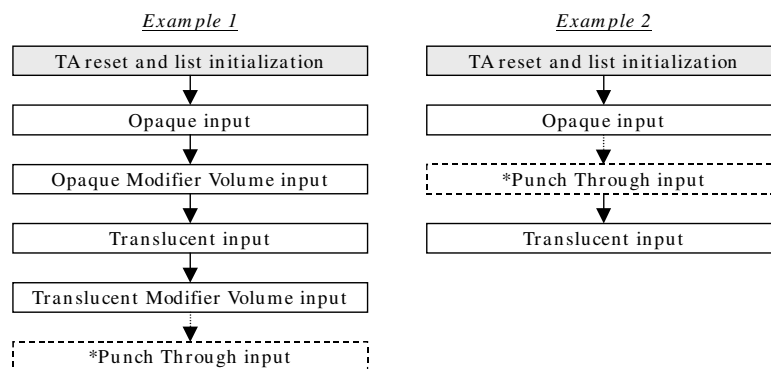 Example 1
TA reset and list initialization
Opaque input
Opaque Modifier Volume input
Translucent input
Translucent Modifier Volume input
*Punch Through input
Example 2
TA reset and list initialization
Opaque input
*Punch Through input
Translucent input